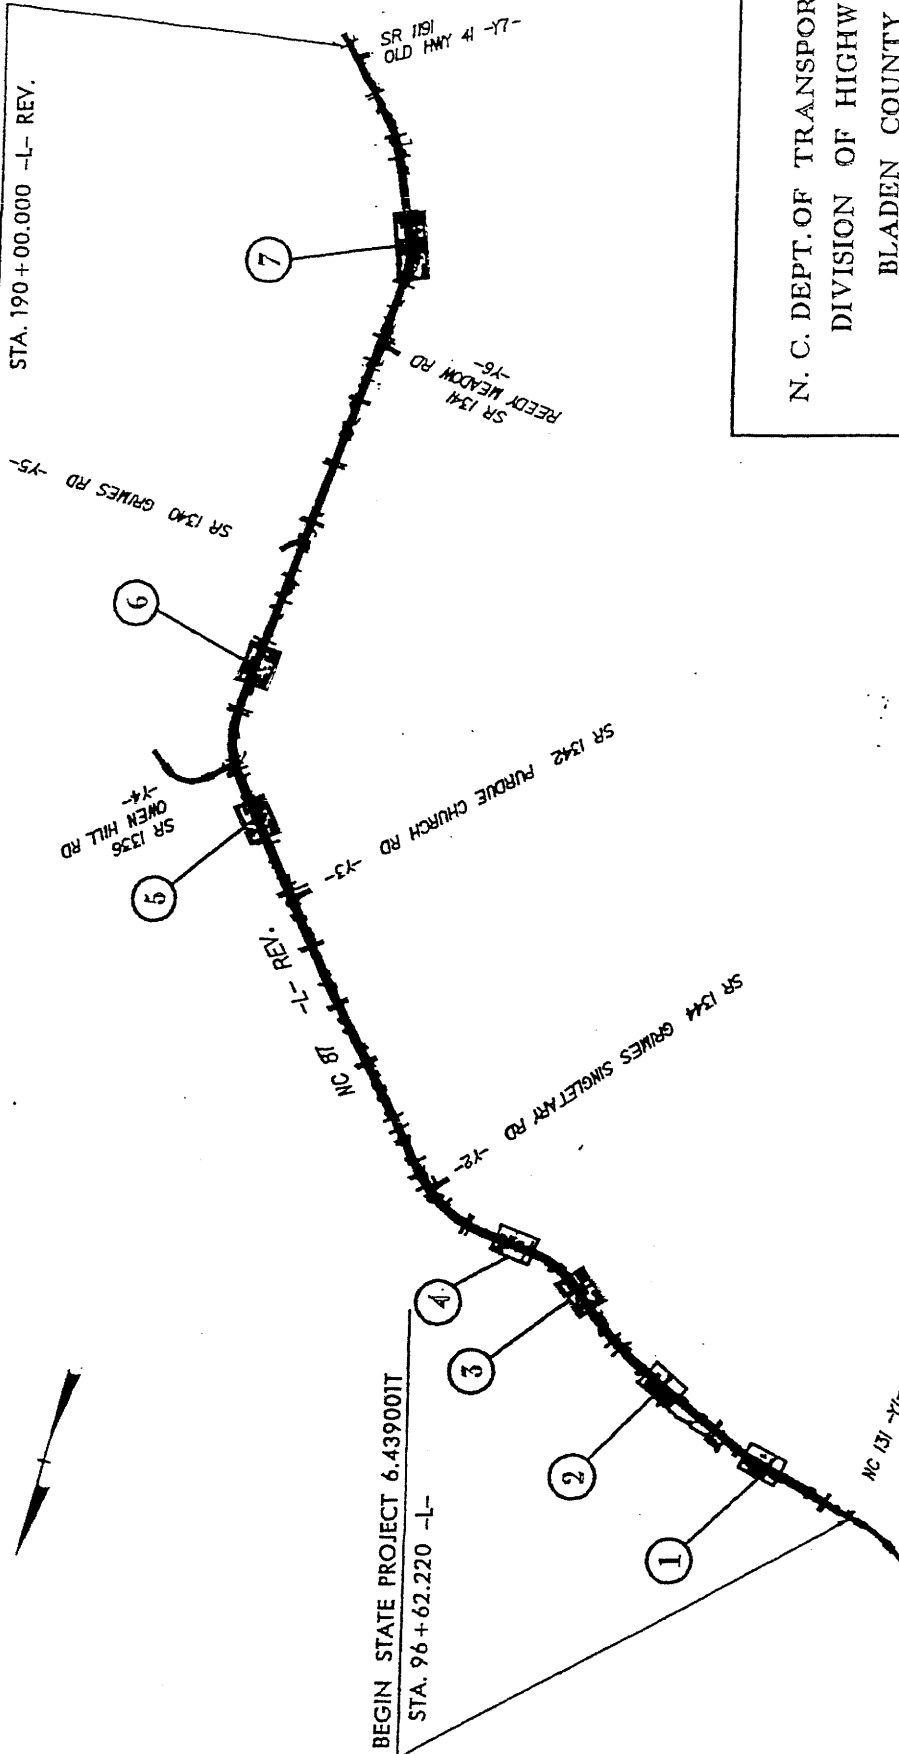 STA. 190+00.000 -L- REV.
SR 1191
OLD HWY 41 -Y7-
7
SR 1341
REEDY MEADOW RD
-Y6-
SR 1340 GRIMES RD -Y5-
6
SR 1336
OWEN HILL RD
-Y4-
5
-Y3- SR 1342 PURDUE CHURCH RD
NC 87 -L- REV.
-Y2- SR 1344 GRIMES SINGLETARY RD
4
3
2
1
NC 131
BEGIN STATE PROJECT 6.439001T
STA. 96+62.220 -L-
N. C. DEPT. OF TRANSPOR
DIVISION OF HIGHW
BLADEN COUNTY